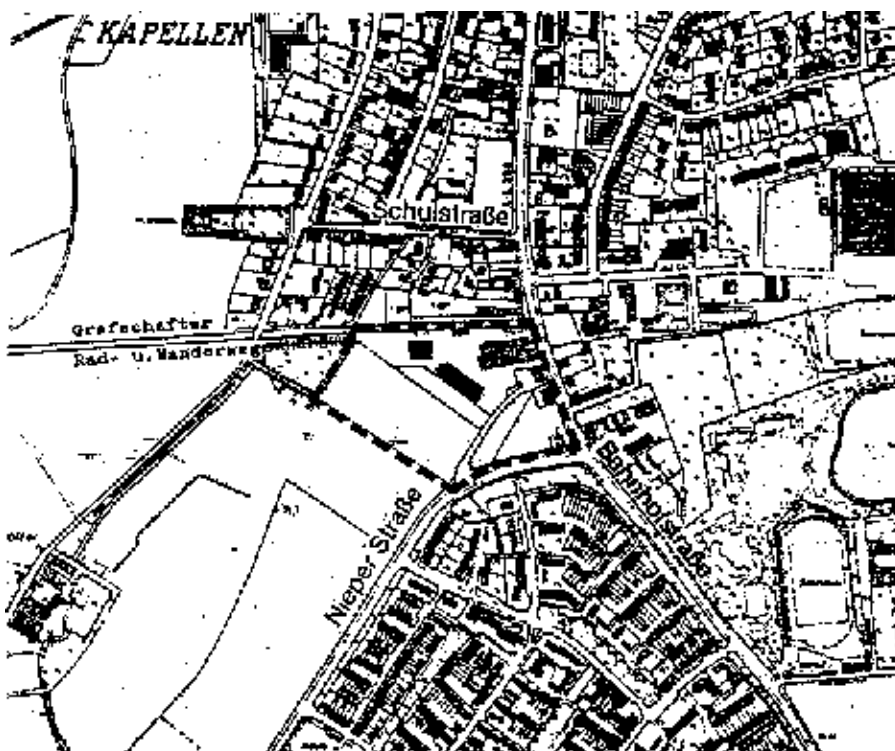 KAPELLEN
Schulstraße
Grafschafter
Rad- u. Wanderweg
Nieper Straße
Bahnhofstraße